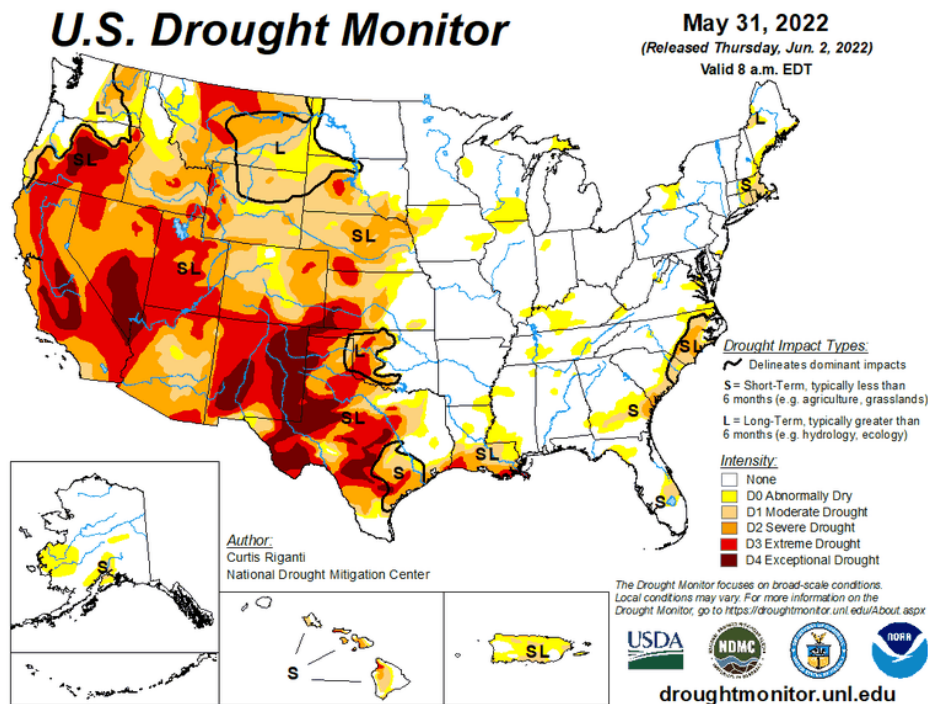 U.S. Drought Monitor
May 31, 2022
(Released Thursday, Jun. 2, 2022)
Valid 8 a.m. EDT
L
SL
L
SL
SL
L
SL
S
SL
S
SL
S
L
S
Drought Impact Types:
Delineates dominant impacts
S = Short-Term, typically less than
6 months (e.g. agriculture, grasslands)
L = Long-Term, typically greater than
6 months (e.g. hydrology, ecology)
Intensity:
None
D0 Abnormally Dry
D1 Moderate Drought
D2 Severe Drought
D3 Extreme Drought
D4 Exceptional Drought
S
Author:
Curtis Riganti
National Drought Mitigation Center
S
SL
The Drought Monitor focuses on broad-scale conditions.
Local conditions may vary. For more information on the
Drought Monitor, go to https://droughtmonitor.unl.edu/About.aspx
USDA
NDMC
NOAA
droughtmonitor.unl.edu